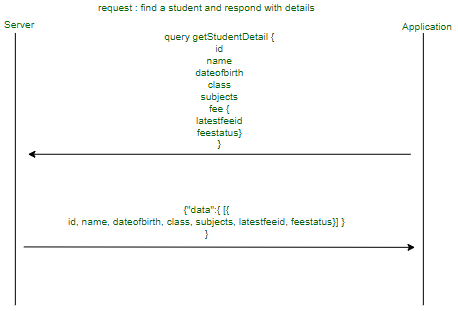 request : find a student and respond with details
Server
Application
query getStudentDetail {
id
name
dateofbirth
class
subjects
fee {
latestfeeid
feestatus}
}
{"data":{ [{
id, name, dateofbirth, class, subjects, latestfeeid, feestatus}] }
}